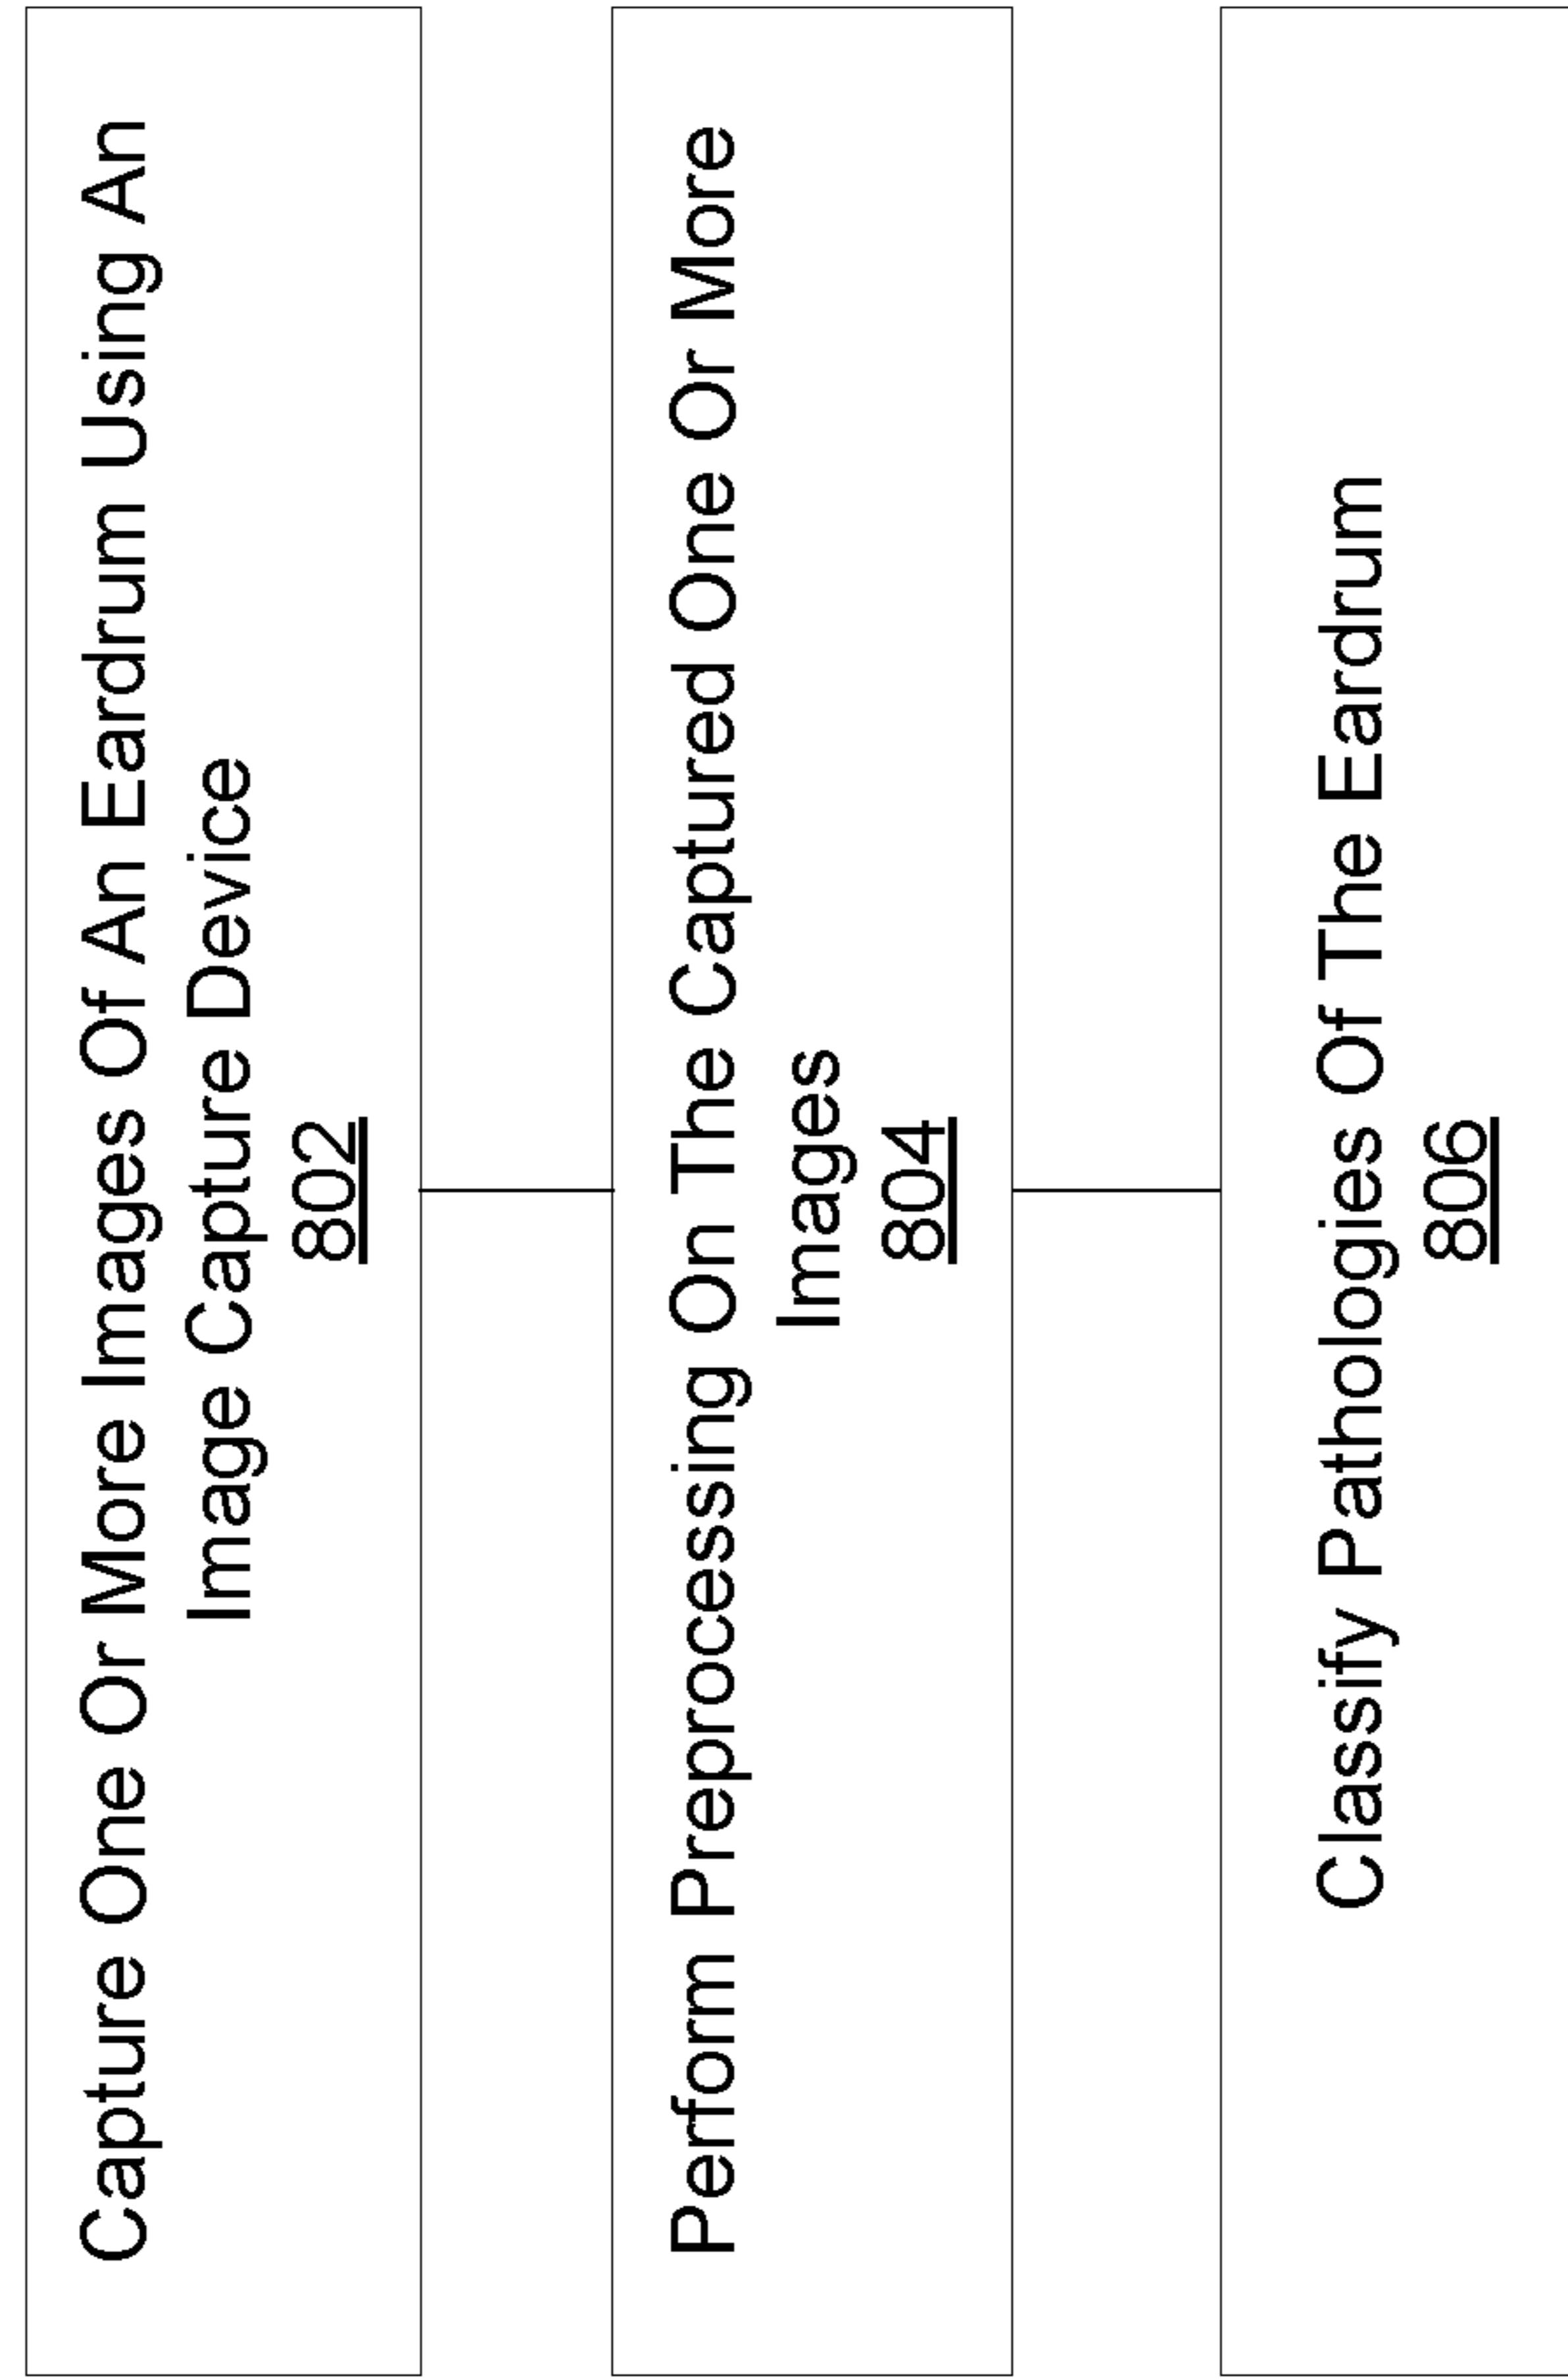 Capture One Or More Images Of An Eardrum Using An
Image Capture Device
802
Perform Preprocessing On The Captured One Or More
Images
804
Classify Pathologies Of The Eardrum
806